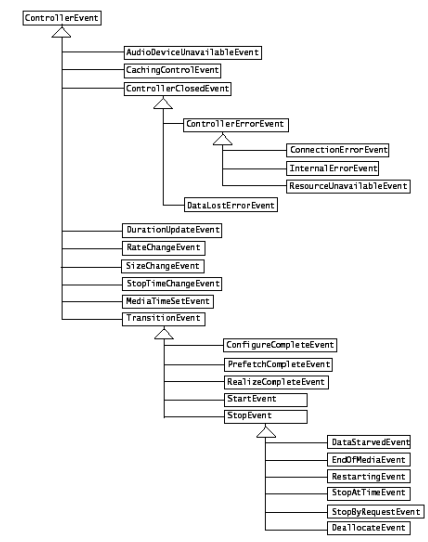 ControllerEvent
AudioDeviceUnavailableEvent
CachingControlEvent
ControllerClosedEvent
ControllerErrorEvent
ConnectionErrorEvent
InternalErrorEvent
ResourceUnavailableEvent
DataLostErrorEvent
DurationUpdateEvent
RateChangeEvent
SizeChangeEvent
StopTimeChangeEvent
MediaTimeSetEvent
TransitionEvent
ConfigureCompleteEvent
PrefetchCompleteEvent
RealizeCompleteEvent
StartEvent
StopEvent
DataStarvedEvent
EndOfMediaEvent
RestartingEvent
StopAtTimeEvent
StopByRequestEvent
DeallocateEvent